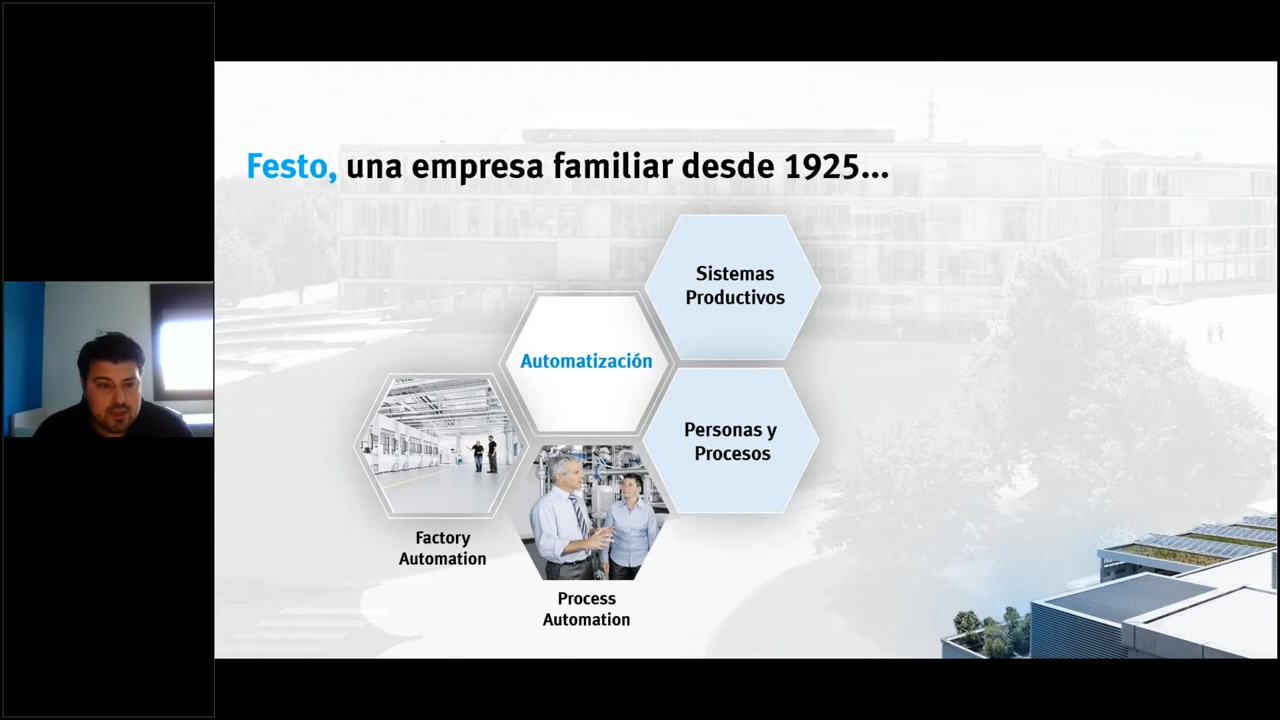 Festo, una empresa familiar desde 1925...
Sistemas
Productivos
Automatización
Personas y
Procesos
Factory
Automation
Process
Automation